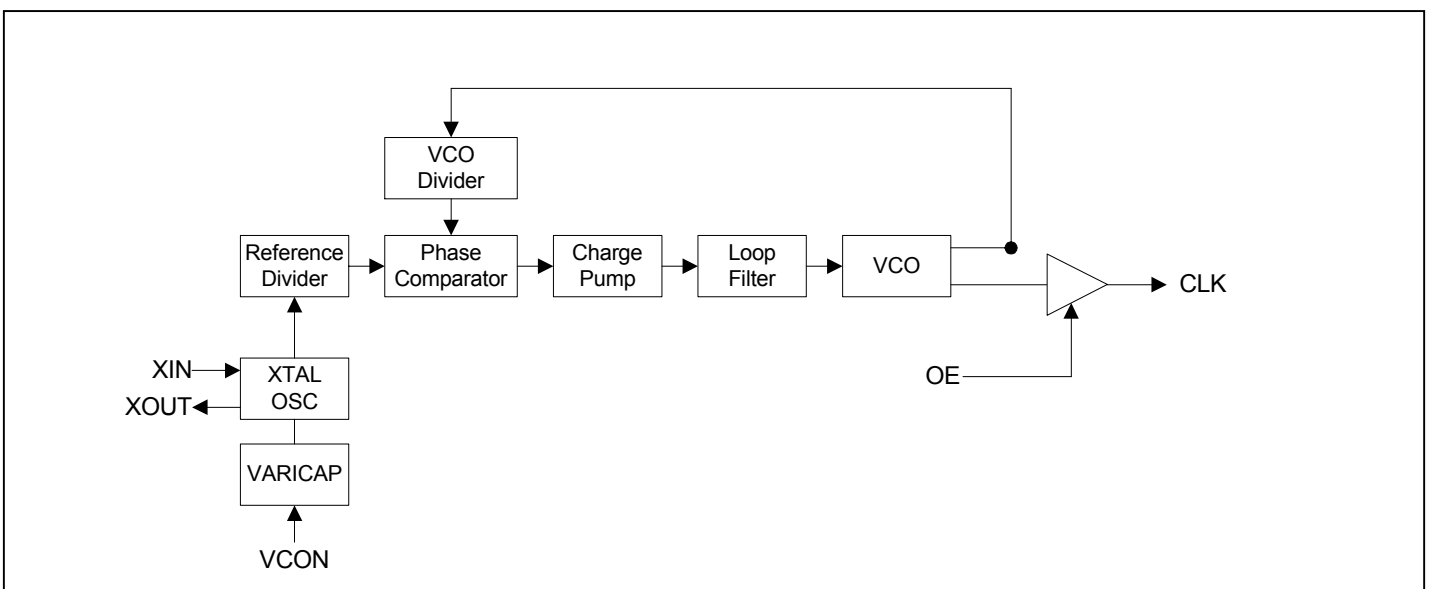 VCO
Divider
Reference
Divider
Phase
Comparator
Charge
Pump
Loop
Filter
VCO
CLK
XIN
XOUT
XTAL
OSC
OE
VARICAP
VCON